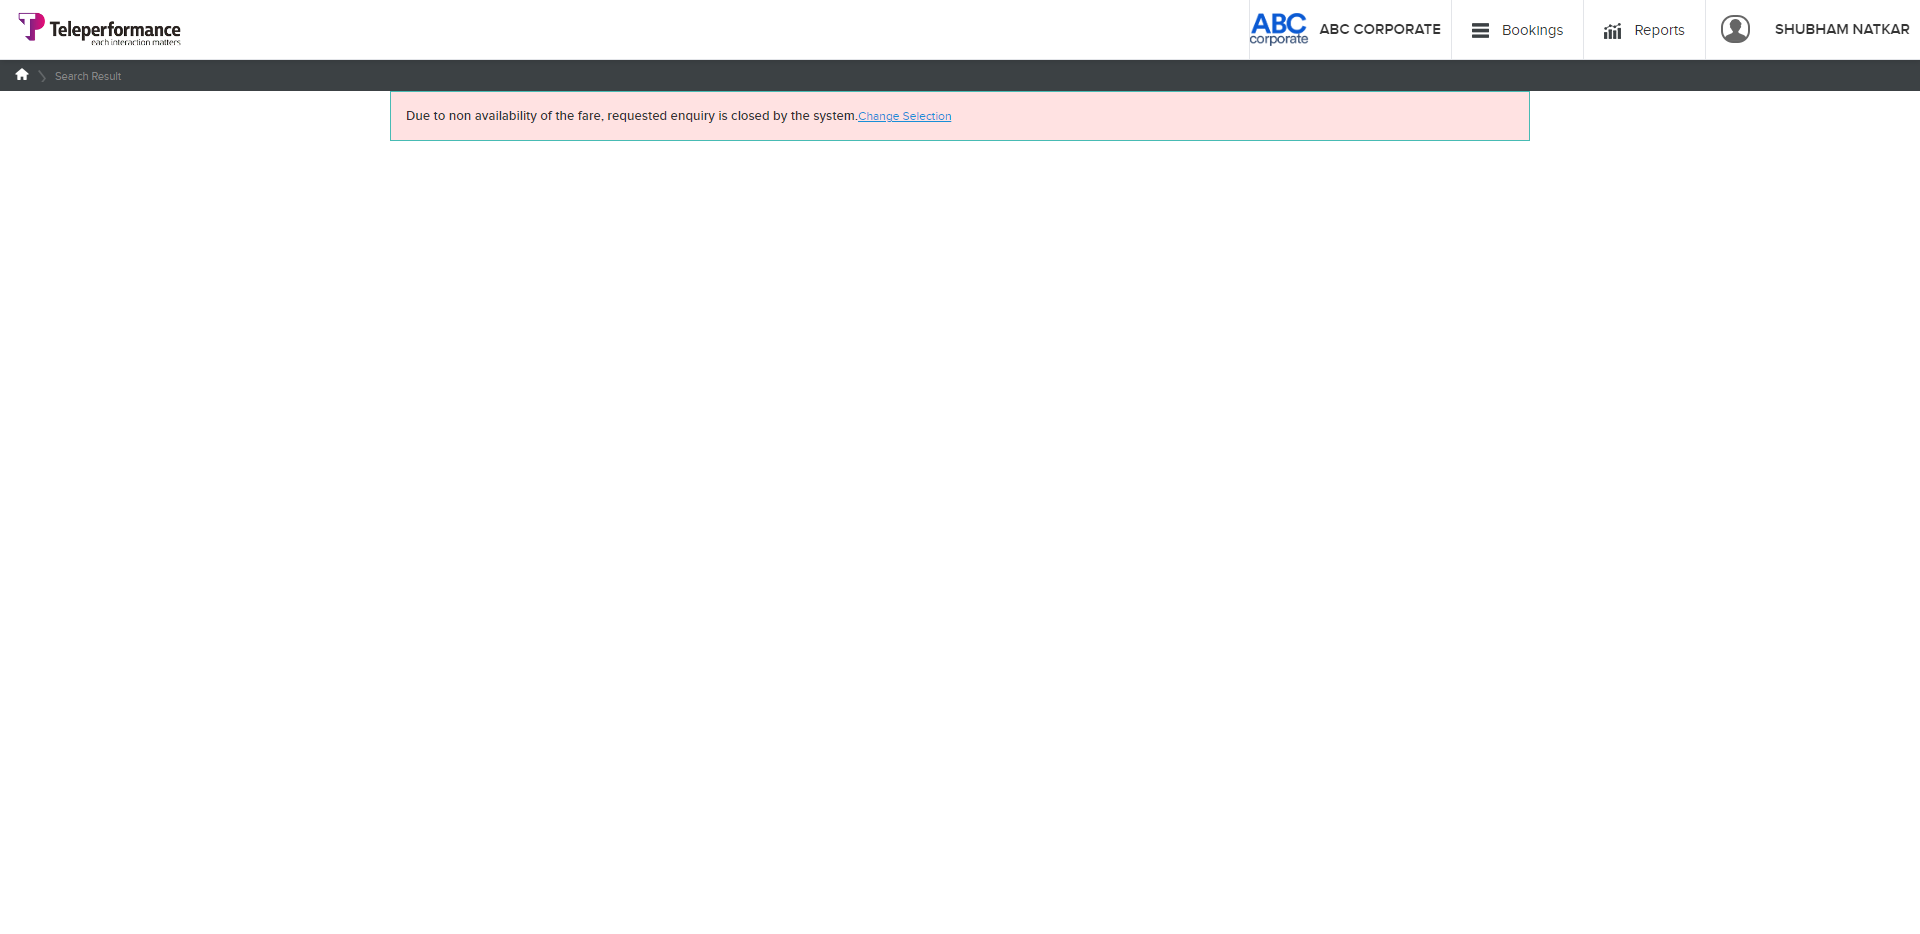 Teleperformance
each interaction matters
ABC
corporate
ABC CORPORATE
Bookings
Reports
SHUBHAM NATKAR
Search Result
Due to non availability of the fare, requested enquiry is closed by the system.Change Selection